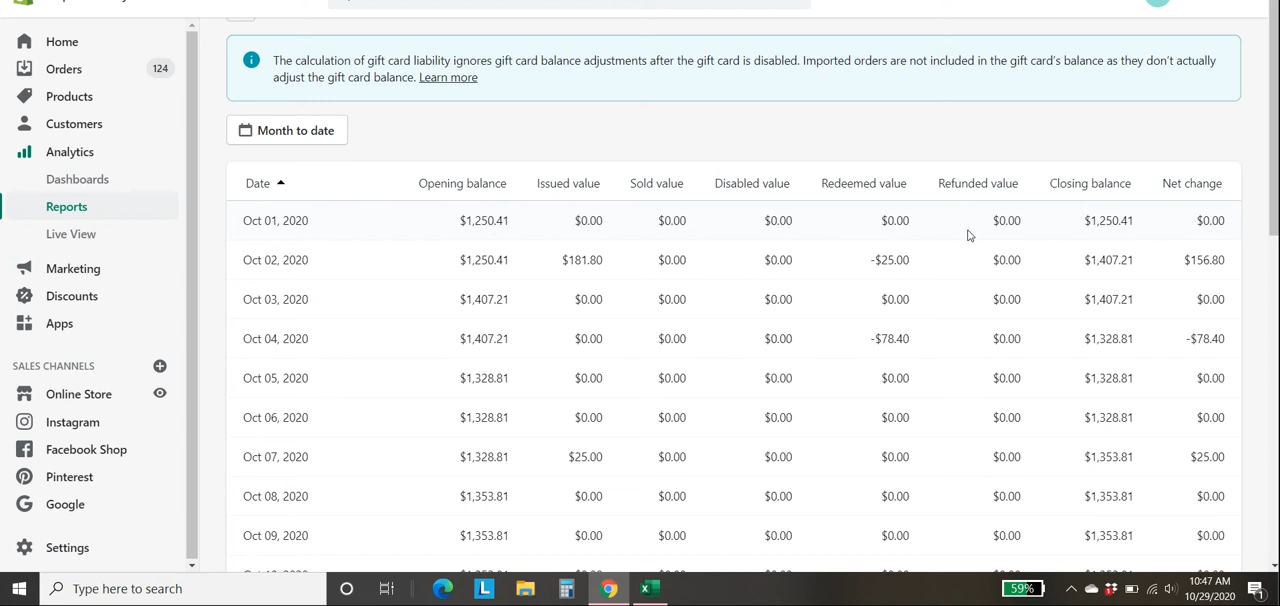 Home
Orders 124
Products
Customers
Analytics
Dashboards
Reports
Live View
Marketing
Discounts
Apps
SALES CHANNELS
Online Store
Instagram
Facebook Shop
Pinterest
Google
Settings
The calculation of gift card liability ignores gift card balance adjustments after the gift card is disabled. Imported orders are not included in the gift card's balance as they don't actually
adjust the gift card balance. Learn more
Month to date
Date Opening balance Issued value Sold value Disabled value Redeemed value Refunded value Closing balance Net change
Oct 01, 2020 $1,250.41 $0.00 $0.00 $0.00 $0.00 $0.00 $1,250.41 $0.00
Oct 02, 2020 $1,250.41 $181.80 $0.00 $0.00 -$25.00 $0.00 $1,407.21 $156.80
Oct 03, 2020 $1,407.21 $0.00 $0.00 $0.00 $0.00 $0.00 $1,407.21 $0.00
Oct 04, 2020 $1,407.21 $0.00 $0.00 $0.00 -$78.40 $0.00 $1,328.81 -$78.40
Oct 05, 2020 $1,328.81 $0.00 $0.00 $0.00 $0.00 $0.00 $1,328.81 $0.00
Oct 06, 2020 $1,328.81 $0.00 $0.00 $0.00 $0.00 $0.00 $1,328.81 $0.00
Oct 07, 2020 $1,328.81 $25.00 $0.00 $0.00 $0.00 $0.00 $1,353.81 $25.00
Oct 08, 2020 $1,353.81 $0.00 $0.00 $0.00 $0.00 $0.00 $1,353.81 $0.00
Oct 09, 2020 $1,353.81 $0.00 $0.00 $0.00 $0.00 $0.00 $1,353.81 $0.00
Type here to search
59%
10:47 AM
10/29/2020
1